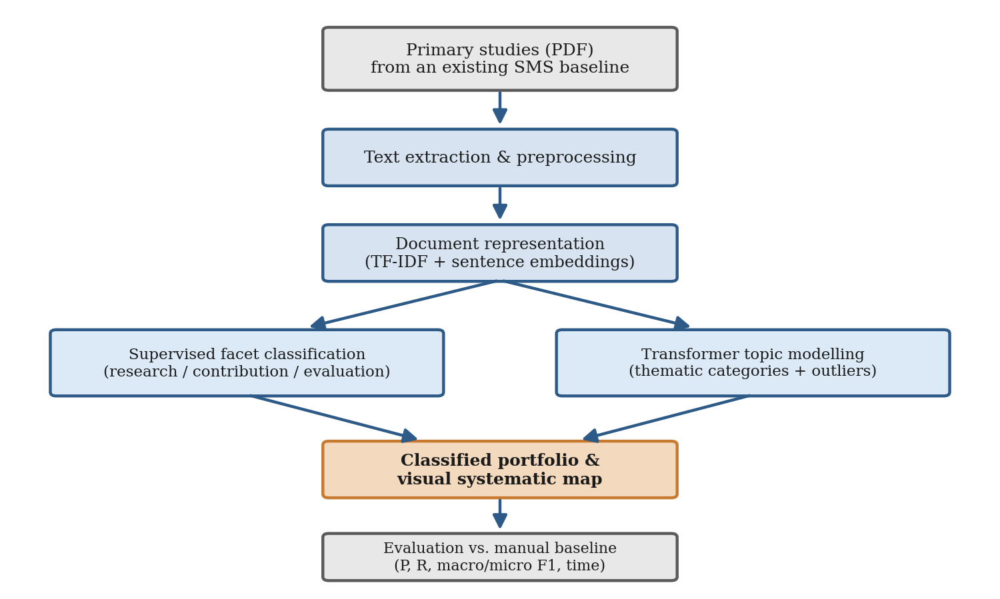 Primary studies (PDF)
from an existing SMS baseline
Text extraction & preprocessing
Document representation
(TF-IDF + sentence embeddings)
Supervised facet classification
(research / contribution / evaluation)
Transformer topic modelling
(thematic categories + outliers)
Classified portfolio &
visual systematic map
Evaluation vs. manual baseline
(P, R, macro/micro F1, time)